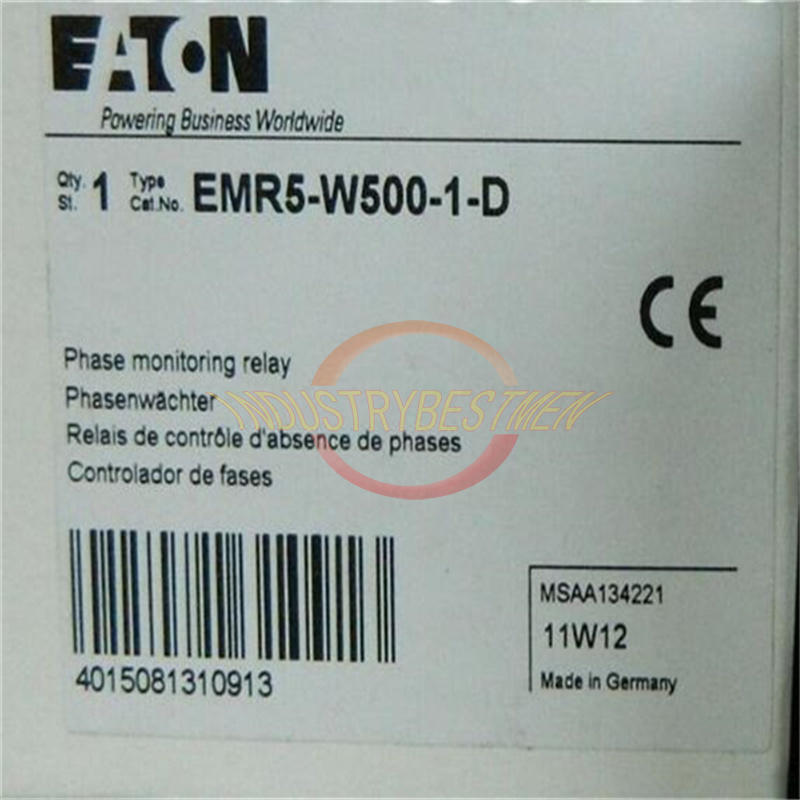 EATON
Powering Business Worldwide
Qty. 1 Type EMR5-W500-1-D
St. Cat.No.
CE
Phase monitoring relay
Phasenwächter
INDUSTRYBESTMEN
Relais de contrôle d'absence de phases
Controlador de fases
MSAA134221
11W12
4015081310913
Made in Germany